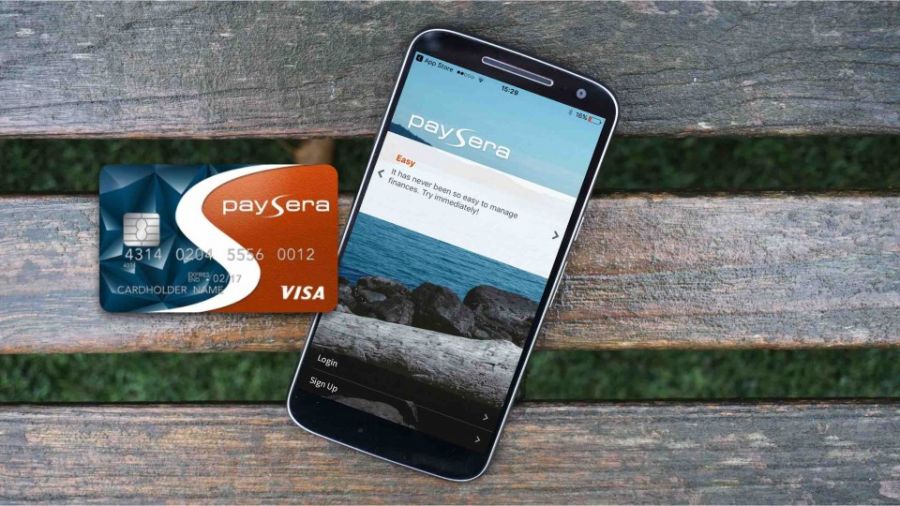 paysera
4314 0204 5556 0012
4314
EXPIRES
END 02/17
CARDHOLDER NAME
VISA
App Store
15:29
16%
paysera
Easy
It has never been so easy to manage
finances. Try immediately!
Login
Sign Up